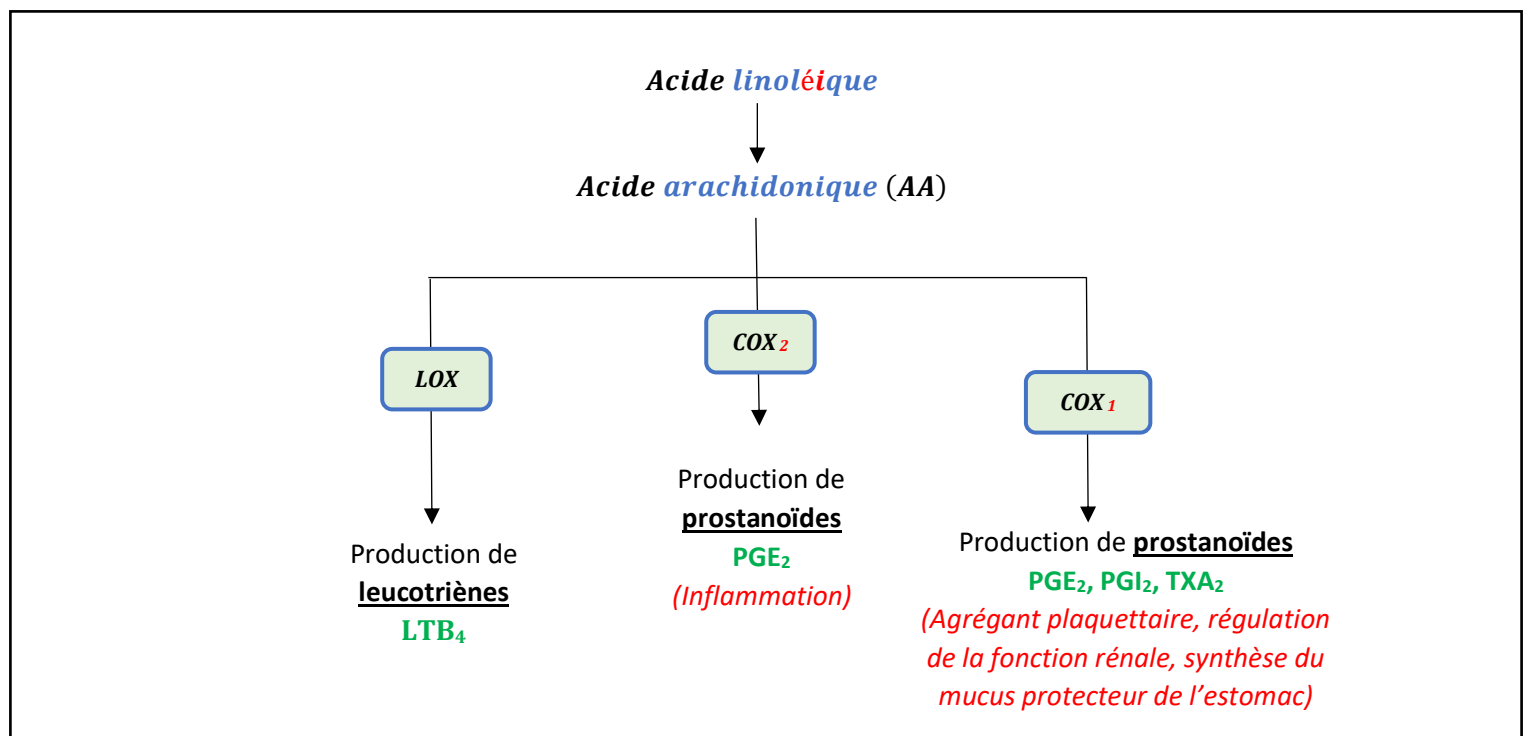 Acide linoléique
Acide arachidonique (AA)
LOX
COX₂
COX₁
Production de
leucotriènes
LTB₄
Production de
prostanoïdes
PGE₂
(Inflammation)
Production de prostanoïdes
PGE₂, PGI₂, TXA₂
(Agrégant plaquettaire, régulation
de la fonction rénale, synthèse du
mucus protecteur de l’estomac)